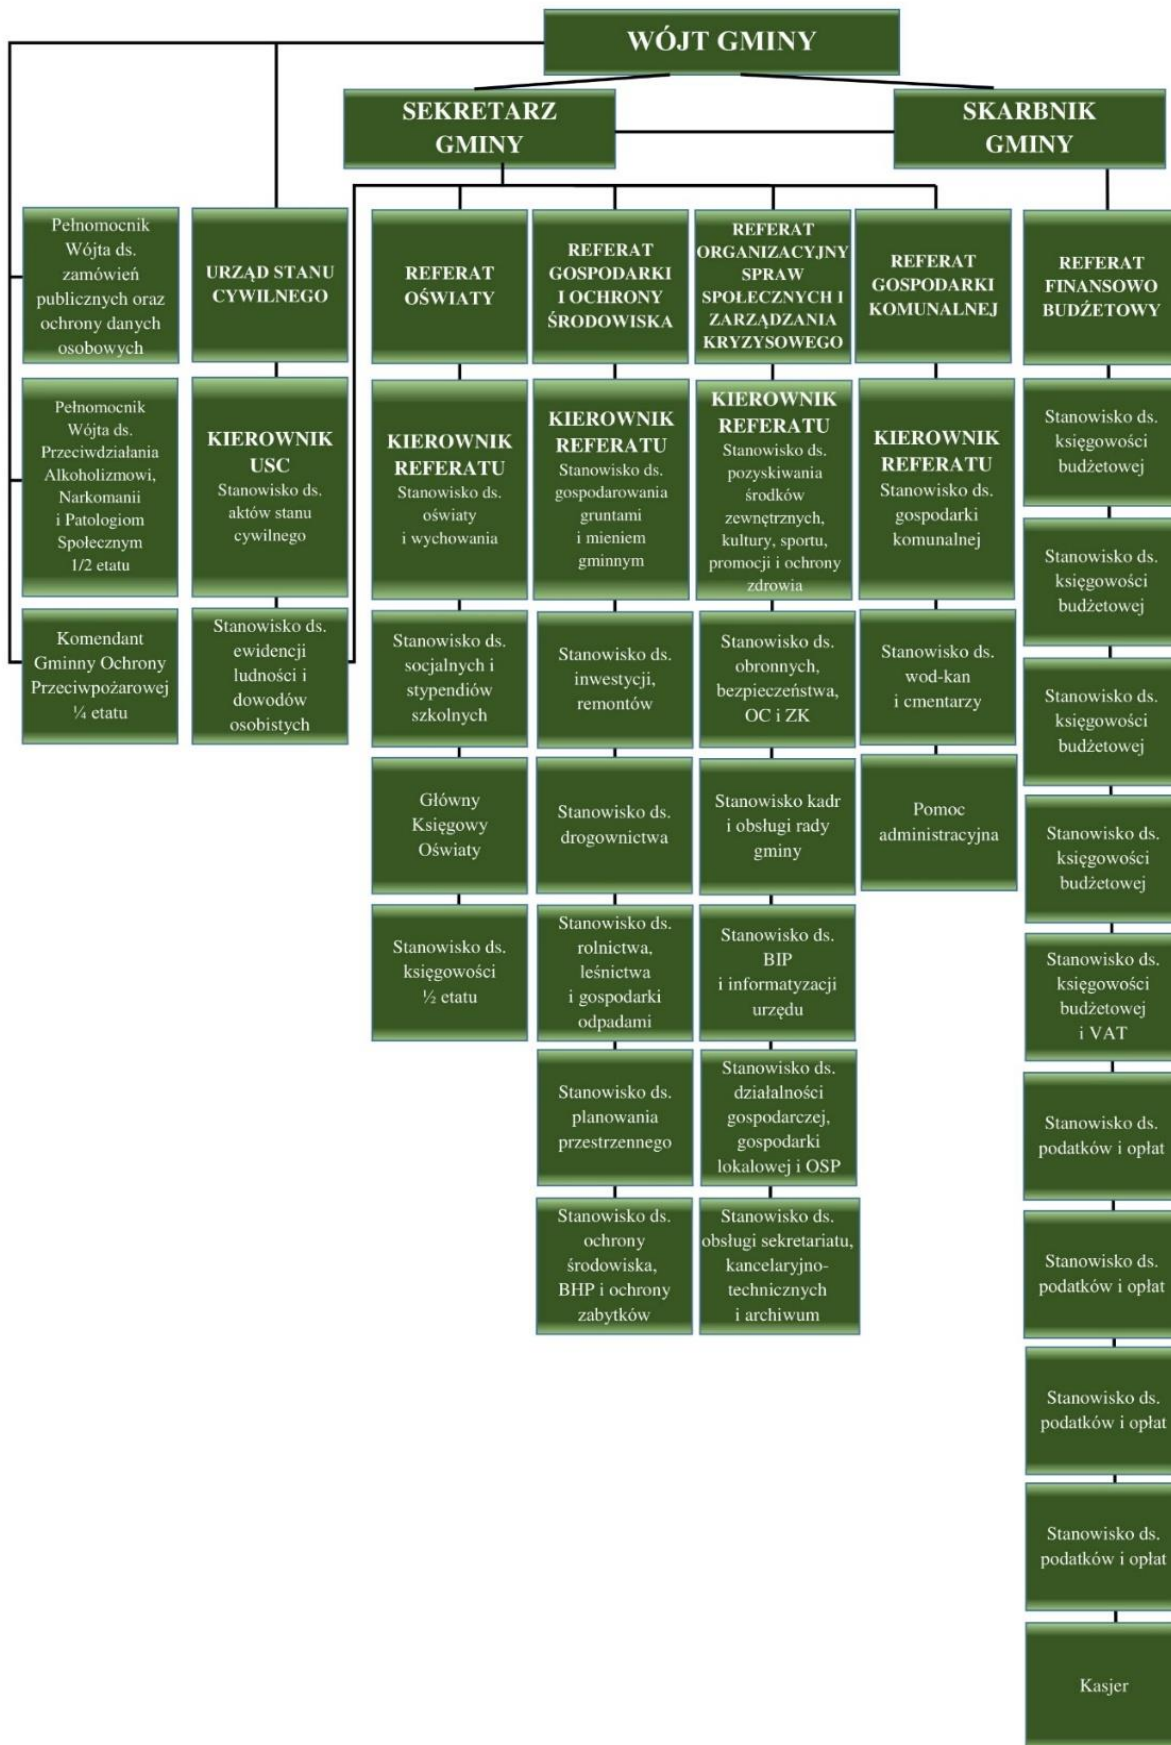 WÓJT GMINY
SEKRETARZ
GMINY
SKARBNIK
GMINY
Pełnomocnik
Wójta ds.
zamówień
publicznych oraz
ochrony danych
osobowych
Pełnomocnik
Wójta ds.
Przeciwdziałania
Alkoholizmowi,
Narkomanii
i Patologiom
Społecznym
1/2 etatu
Komendant
Gminny Ochrony
Przeciwpożarowej
¼ etatu
URZĄD STANU
CYWILNEGO
KIEROWNIK
USC
Stanowisko ds.
aktów stanu
cywilnego
Stanowisko ds.
ewidencji
ludności i
dowodów
osobistych
REFERAT
OŚWIATY
KIEROWNIK
REFERATU
Stanowisko ds.
oświaty
i wychowania
Stanowisko ds.
socjalnych i
stypendiów
szkolnych
Główny
Księgowy
Oświaty
Stanowisko ds.
księgowości
½ etatu
REFERAT
GOSPODARKI
I OCHRONY
ŚRODOWISKA
KIEROWNIK
REFERATU
Stanowisko ds.
gospodarowania
gruntami
i mieniem
gminnym
Stanowisko ds.
inwestycji,
remontów
Stanowisko ds.
drogownictwa
Stanowisko ds.
rolnictwa,
leśnictwa
i gospodarki
odpadami
Stanowisko ds.
planowania
przestrzennego
Stanowisko ds.
ochrony
środowiska,
BHP i ochrony
zabytków
REFERAT
ORGANIZACYJNY
SPRAW
SPOŁECZNYCH I
ZARZĄDZANIA
KRYZYSOWEGO
KIEROWNIK
REFERATU
Stanowisko ds.
pozyskiwania
środków
zewnętrznych,
kultury, sportu,
promocji i ochrony
zdrowia
Stanowisko ds.
obronnych,
bezpieczeństwa,
OC i ZK
Stanowisko kadr
i obsługi rady
gminy
Stanowisko ds.
BIP
i informatyzacji
urzędu
Stanowisko ds.
działalności
gospodarczej,
gospodarki
lokalowej i OSP
Stanowisko ds.
obsługi sekretariatu,
kancelaryjno-
technicznych
i archiwum
REFERAT
GOSPODARKI
KOMUNALNEJ
KIEROWNIK
REFERATU
Stanowisko ds.
gospodarki
komunalnej
Stanowisko ds.
wod-kan
i cmentarzy
Pomoc
administracyjna
REFERAT
FINANSOWO
BUDŹETOWY
Stanowisko ds.
księgowości
budżetowej
Stanowisko ds.
księgowości
budżetowej
Stanowisko ds.
księgowości
budżetowej
Stanowisko ds.
księgowości
budżetowej
Stanowisko ds.
księgowości
budżetowej
i VAT
Stanowisko ds.
podatków i opłat
Stanowisko ds.
podatków i opłat
Stanowisko ds.
podatków i opłat
Stanowisko ds.
podatków i opłat
Kasjer